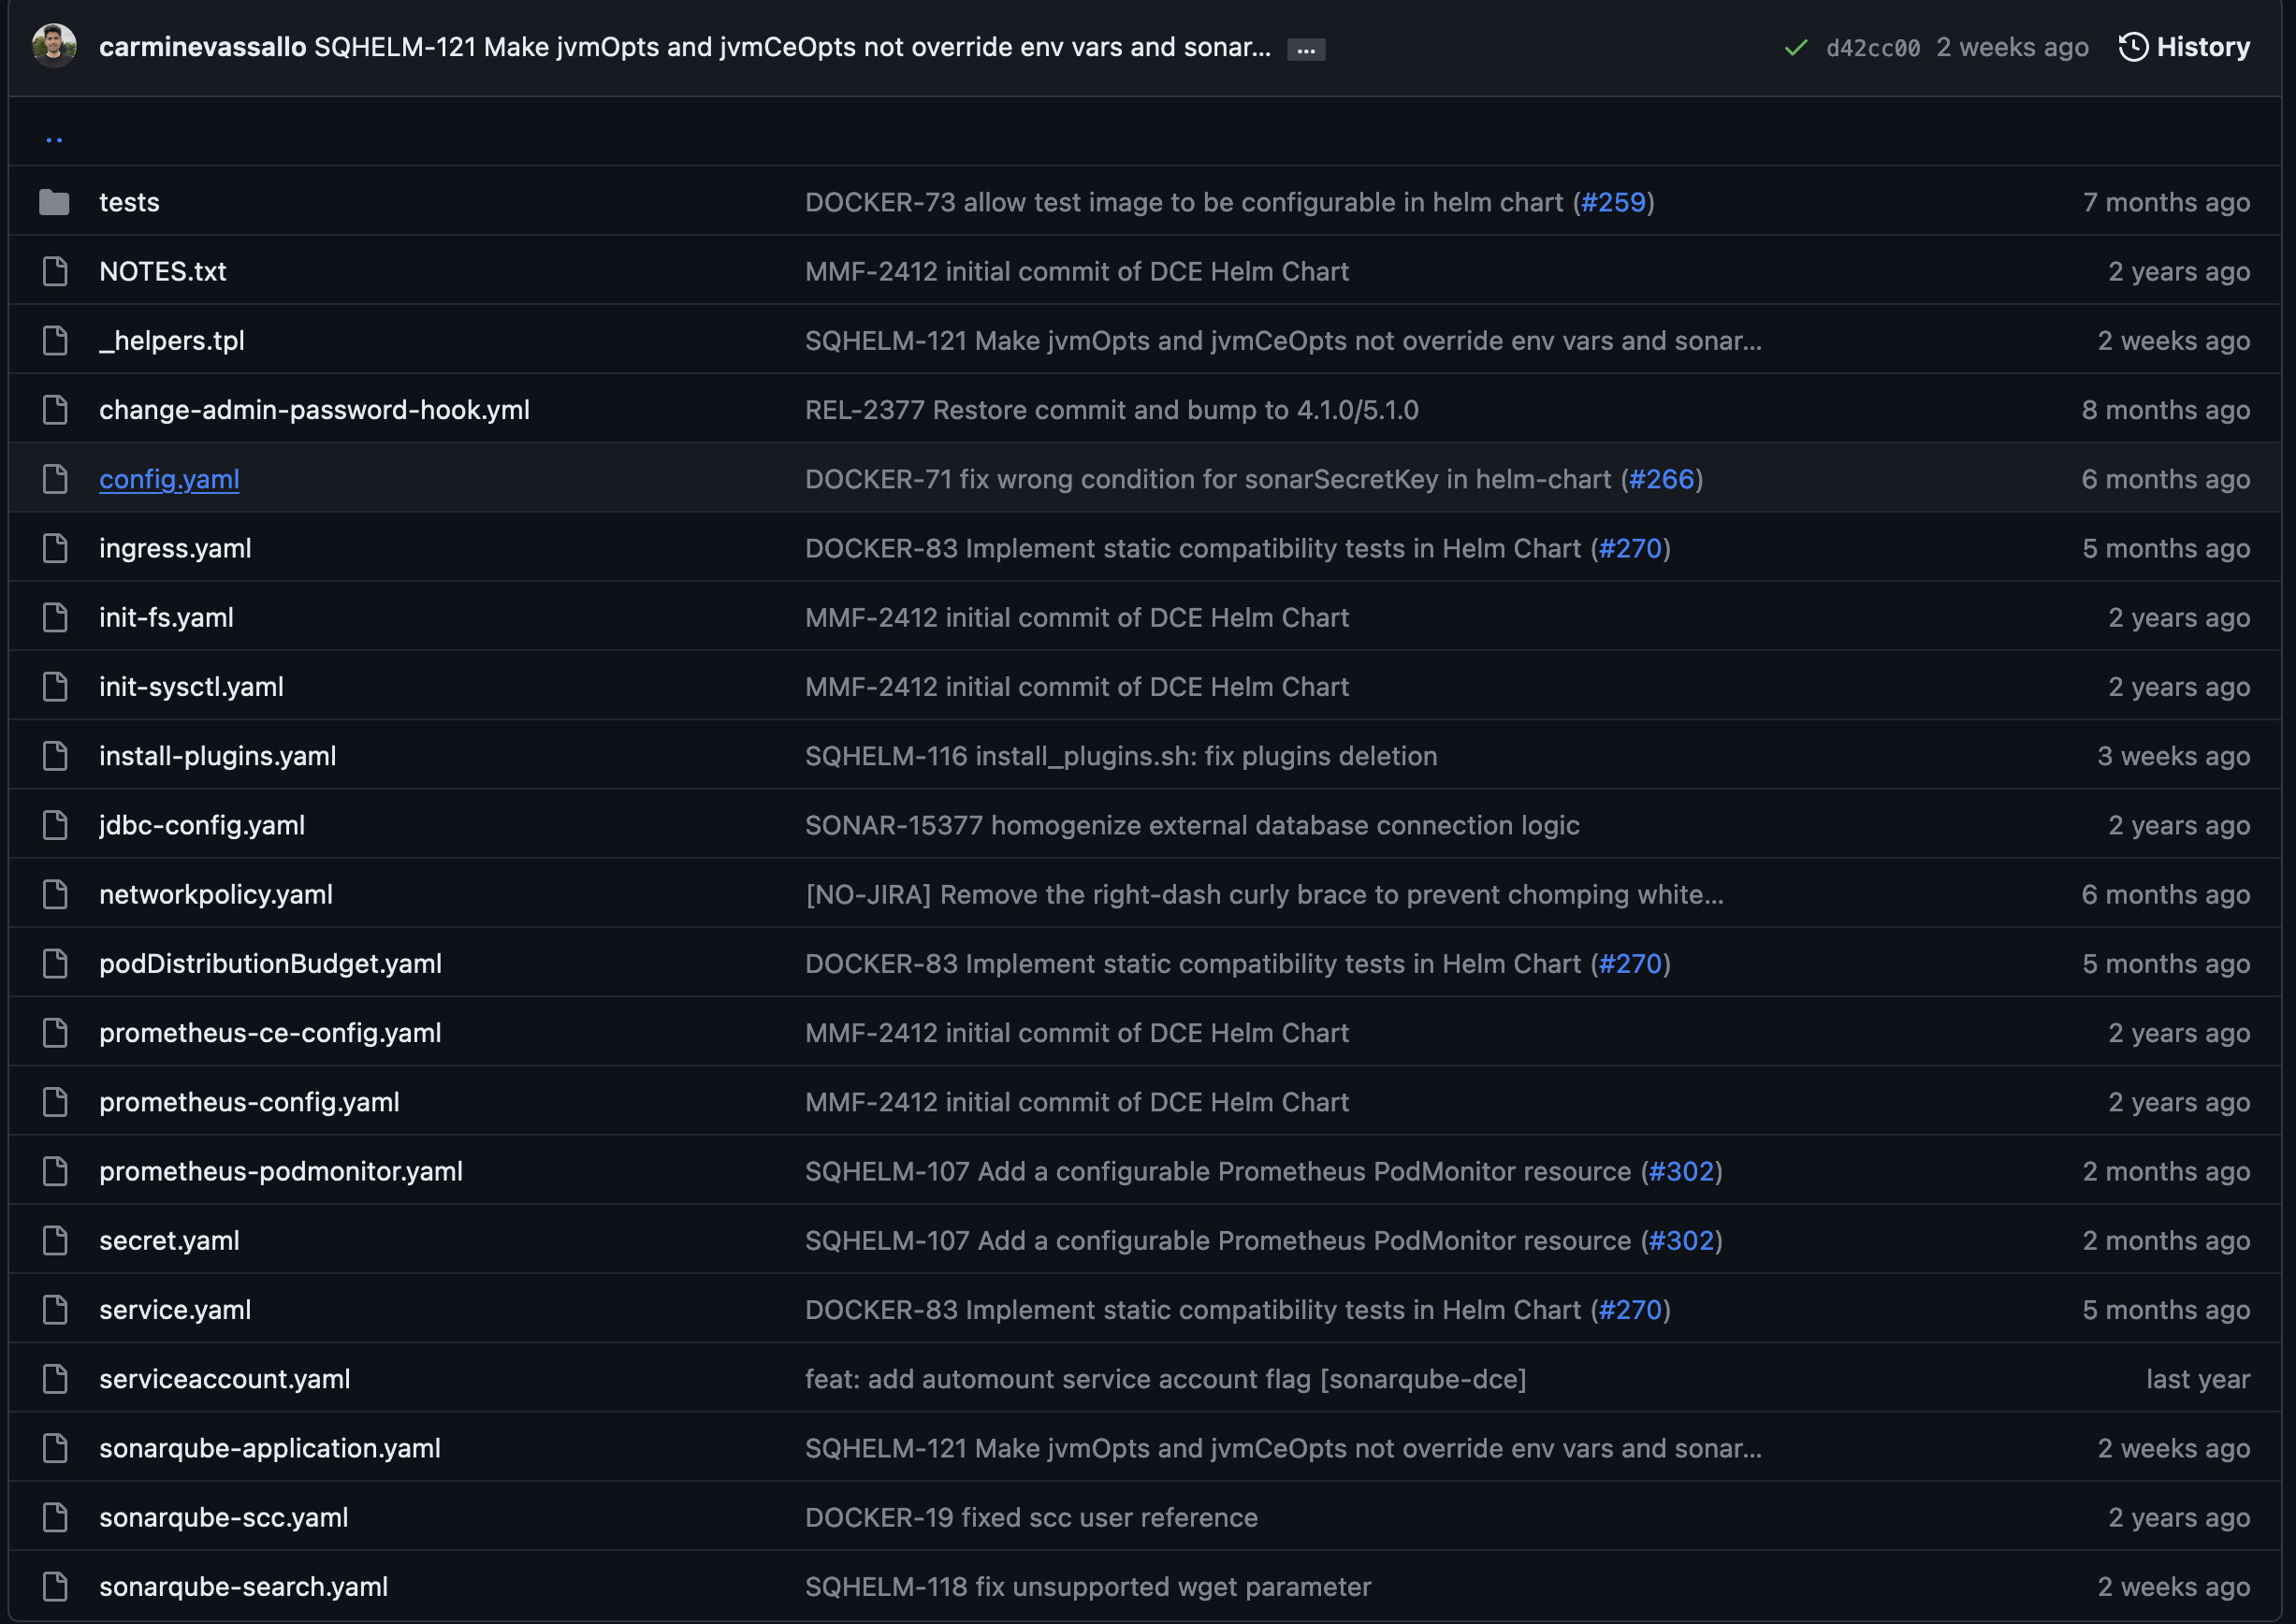 carminevassallo SQHELM-121 Make jvmOpts and jvmCeOpts not override env vars and sonar... ... d42cc00 2 weeks ago History
..
tests DOCKER-73 allow test image to be configurable in helm chart (#259) 7 months ago
NOTES.txt MMF-2412 initial commit of DCE Helm Chart 2 years ago
_helpers.tpl SQHELM-121 Make jvmOpts and jvmCeOpts not override env vars and sonar... 2 weeks ago
change-admin-password-hook.yml REL-2377 Restore commit and bump to 4.1.0/5.1.0 8 months ago
config.yaml DOCKER-71 fix wrong condition for sonarSecretKey in helm-chart (#266) 6 months ago
ingress.yaml DOCKER-83 Implement static compatibility tests in Helm Chart (#270) 5 months ago
init-fs.yaml MMF-2412 initial commit of DCE Helm Chart 2 years ago
init-sysctl.yaml MMF-2412 initial commit of DCE Helm Chart 2 years ago
install-plugins.yaml SQHELM-116 install_plugins.sh: fix plugins deletion 3 weeks ago
jdbc-config.yaml SONAR-15377 homogenize external database connection logic 2 years ago
networkpolicy.yaml [NO-JIRA] Remove the right-dash curly brace to prevent chomping white... 6 months ago
podDistributionBudget.yaml DOCKER-83 Implement static compatibility tests in Helm Chart (#270) 5 months ago
prometheus-ce-config.yaml MMF-2412 initial commit of DCE Helm Chart 2 years ago
prometheus-config.yaml MMF-2412 initial commit of DCE Helm Chart 2 years ago
prometheus-podmonitor.yaml SQHELM-107 Add a configurable Prometheus PodMonitor resource (#302) 2 months ago
secret.yaml SQHELM-107 Add a configurable Prometheus PodMonitor resource (#302) 2 months ago
service.yaml DOCKER-83 Implement static compatibility tests in Helm Chart (#270) 5 months ago
serviceaccount.yaml feat: add automount service account flag [sonarqube-dce] last year
sonarqube-application.yaml SQHELM-121 Make jvmOpts and jvmCeOpts not override env vars and sonar... 2 weeks ago
sonarqube-scc.yaml DOCKER-19 fixed scc user reference 2 years ago
sonarqube-search.yaml SQHELM-118 fix unsupported wget parameter 2 weeks ago